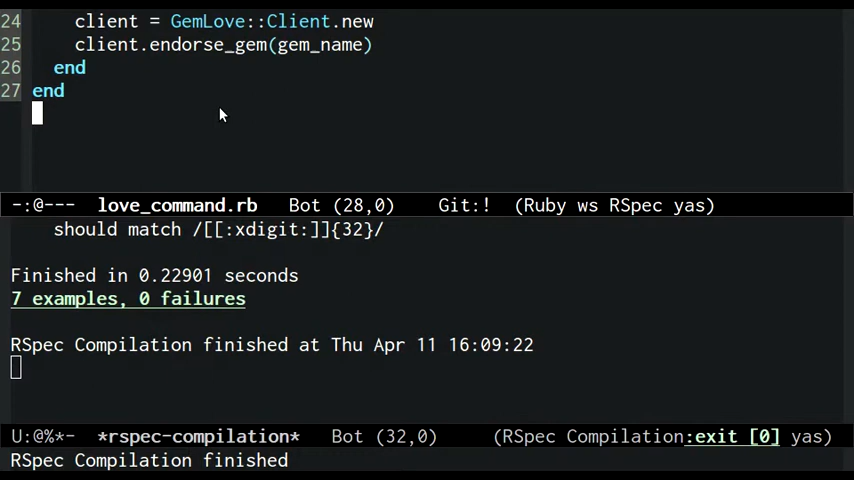 24     client = GemLove::Client.new
25     client.endorse_gem(gem_name)
26   end
27 end
-:@---  love_command.rb   Bot (28,0)    Git:!  (Ruby ws RSpec yas)
    should match /[[:xdigit:]]{32}/
Finished in 0.22901 seconds
7 examples, 0 failures
RSpec Compilation finished at Thu Apr 11 16:09:22
U:@%*-  *rspec-compilation*   Bot (32,0)     (RSpec Compilation:exit [0] yas)
RSpec Compilation finished